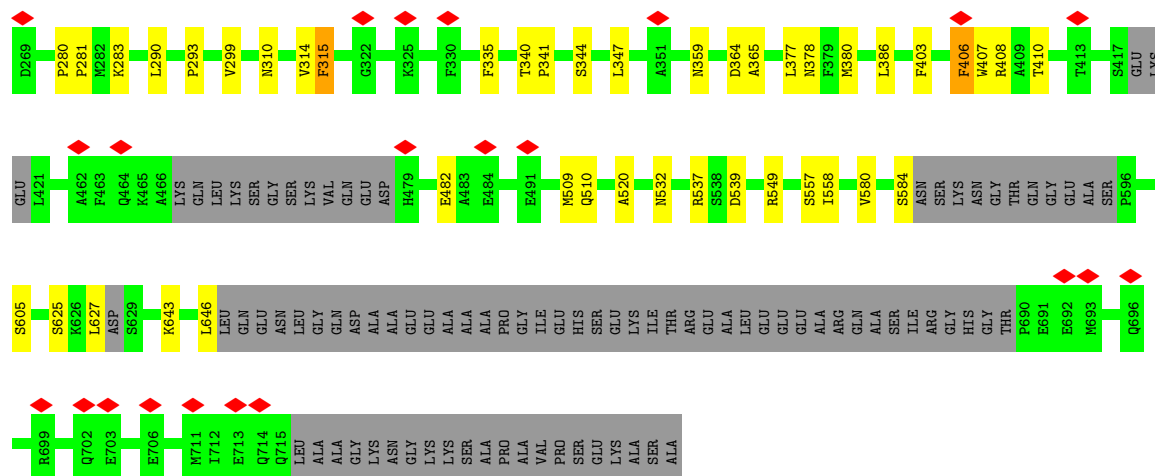 D269 P280 P281 M282 K283 L290 P293 V299 N310 V314 F315 G322 K325 F330 F335 T340 P341 S344 L347 A351 N359 D364 A365 L377 N378 F379 M380 L386 F403 F406 W407 R408 A409 T410 T413 S417 GLU LYS
GLU L421 A462 F463 Q464 K465 A466 LYS GLN LEU LYS SER GLY SER LYS VAL GLN GLU ASP H479 E482 A483 E484 E491 M509 Q510 A520 N532 R537 S538 D539 R549 S557 I558 V580 S584 ASN SER LYS ASN GLY THR GLN GLY GLU ALA SER P596
S605 S625 K626 L627 ASP S629 K643 L646 LEU GLN GLU ASN LEU GLY GLN ASP ALA ALA GLU GLU ALA ALA ALA PRO GLY ILE GLU HIS SER GLU LYS ILE THR ARG GLU ALA LEU GLU GLU GLU ALA ARG GLN ALA SER ILE ARG GLY HIS GLY THR P690 E691 E692 M693 Q696
R699 Q702 E703 E706 M711 I712 E713 Q714 Q715 LEU ALA ALA GLY LYS ASN GLY LYS LYS SER ALA PRO ALA VAL PRO SER GLU LYS ALA SER ALA